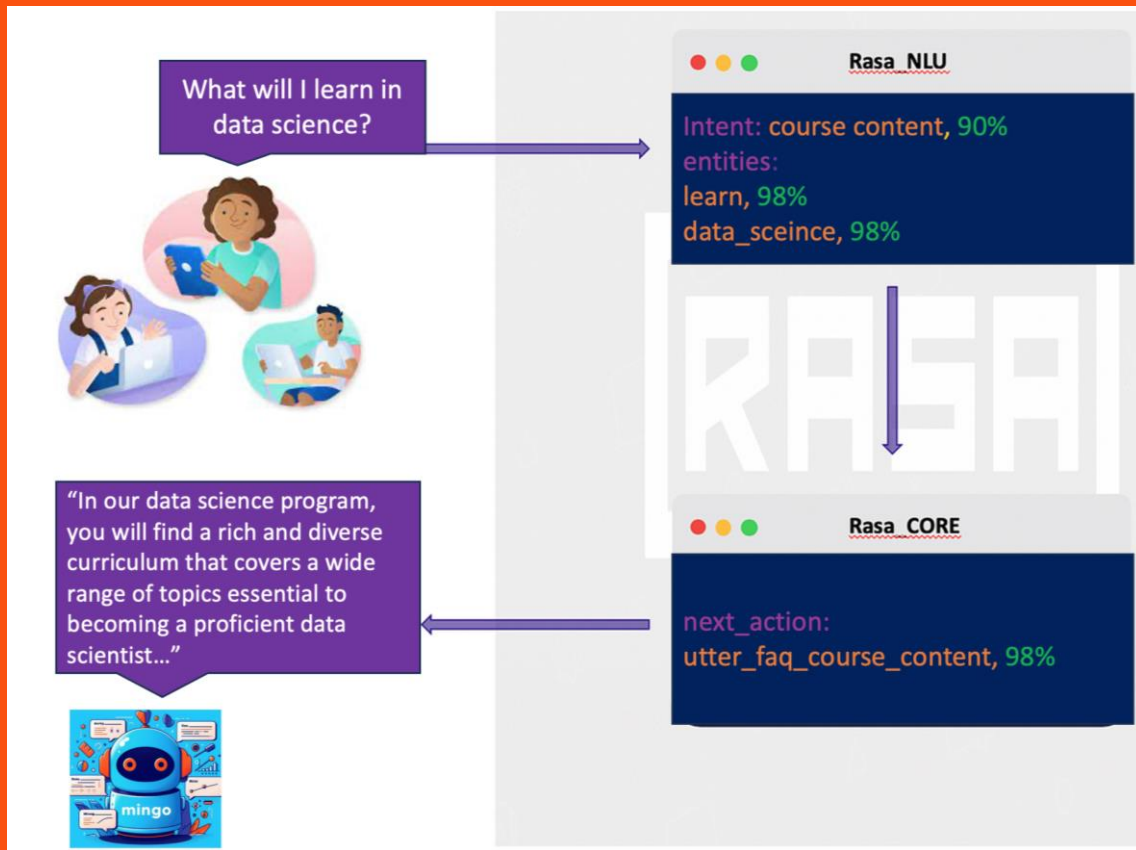 What will I learn in
data science?
Rasa_NLU
Intent: course content, 90%
entities:
learn, 98%
data_sceince, 98%
RASA
Rasa_CORE
next_action:
utter_faq_course_content, 98%
“In our data science program,
you will find a rich and diverse
curriculum that covers a wide
range of topics essential to
becoming a proficient data
scientist…”
mingo